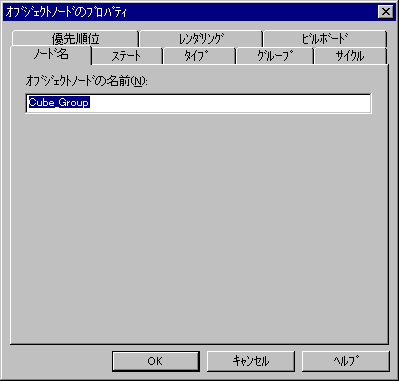 ｵﾌﾞｼﾞｪｸﾄﾉｰﾄﾞのﾌﾟﾛﾊﾟﾃｨ
優先順位 ﾚﾝﾀﾞﾘﾝｸﾞ ﾋﾞﾙﾎﾞｰﾄﾞ
ﾉｰﾄﾞ名 ｽﾃｰﾄ ﾀｲﾌﾟ ｸﾞﾙｰﾌﾟ ｻｲｸﾙ
ｵﾌﾞｼﾞｪｸﾄﾉｰﾄﾞの名前(N):
Cube Group
OK ｷｬﾝｾﾙ ﾍﾙﾌﾟ